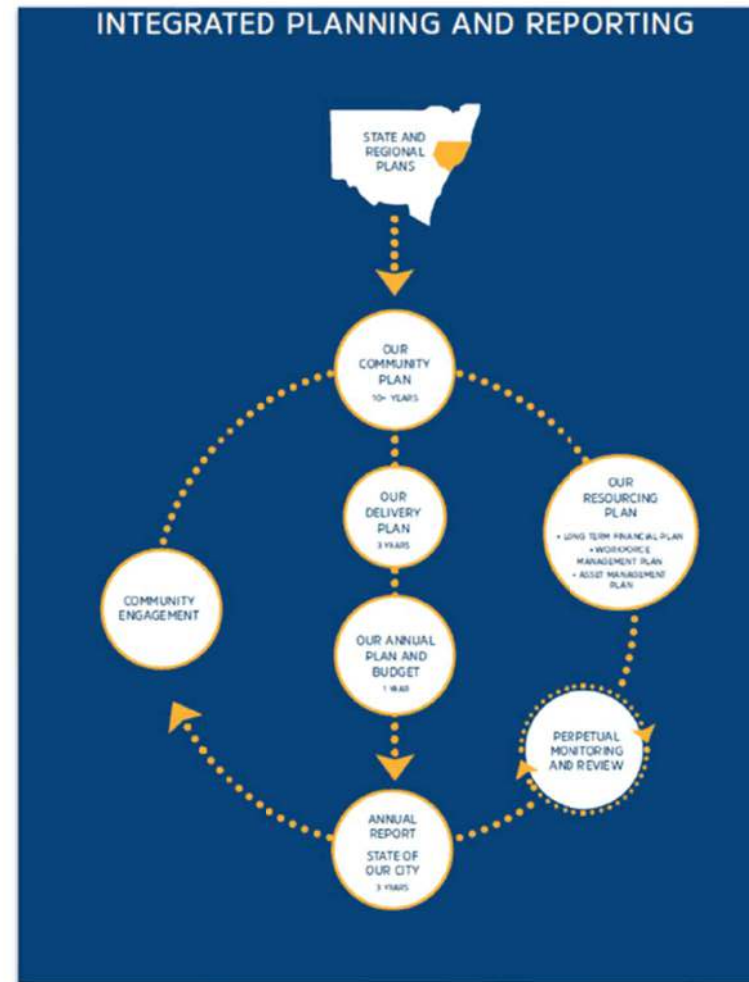 INTEGRATED PLANNING AND REPORTING
STATE AND
REGIONAL
PLANS
OUR
COMMUNITY
PLAN
10+ YEARS
OUR
DELIVERY
PLAN
3 YEARS
OUR
RESOURCING
PLAN
• LONG TERM FINANCIAL PLAN
• WORKFORCE
MANAGEMENT PLAN
• ASSET MANAGEMENT
PLAN
COMMUNITY
ENGAGEMENT
OUR ANNUAL
PLAN AND
BUDGET
1 YEAR
PERPETUAL
MONITORING
AND REVIEW
ANNUAL
REPORT
STATE OF
OUR CITY
3 YEARS